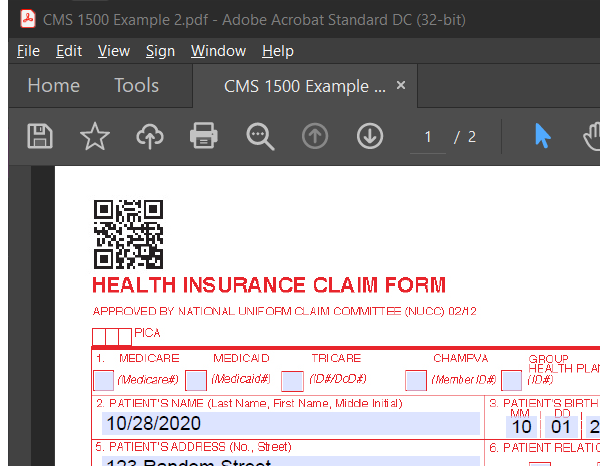 CMS 1500 Example 2.pdf - Adobe Acrobat Standard DC (32-bit)
File Edit View Sign Window Help
Home Tools CMS 1500 Example ... ×
1 / 2
HEALTH INSURANCE CLAIM FORM
APPROVED BY NATIONAL UNIFORM CLAIM COMMITTEE (NUCC) 02/12
PICA
1. MEDICARE MEDICAID TRICARE CHAMPVA GROUP
HEALTH PLAN
(Medicare#) (Medicaid#) (ID#/DoD#) (Member ID#) (ID#)
2. PATIENT'S NAME (Last Name, First Name, Middle Initial) 3. PATIENT'S BIRTH
MM DD
10/28/2020 10 01 2
5. PATIENT'S ADDRESS (No., Street) 6. PATIENT RELATIO
123 Random Street